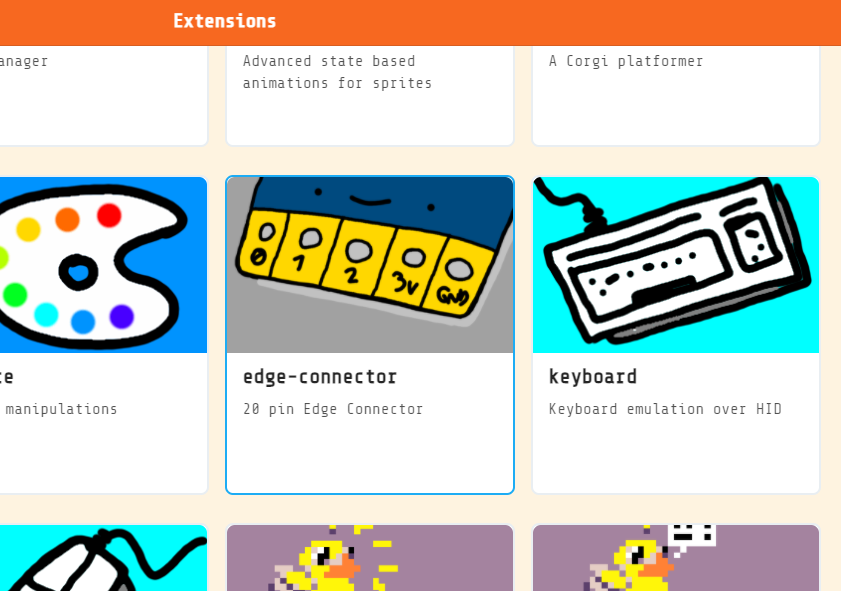 Extensions
anager
Advanced state based
animations for sprites
A Corgi platformer
0 1 2 3V GND
te
edge-connector
keyboard
manipulations
20 pin Edge Connector
Keyboard emulation over HID